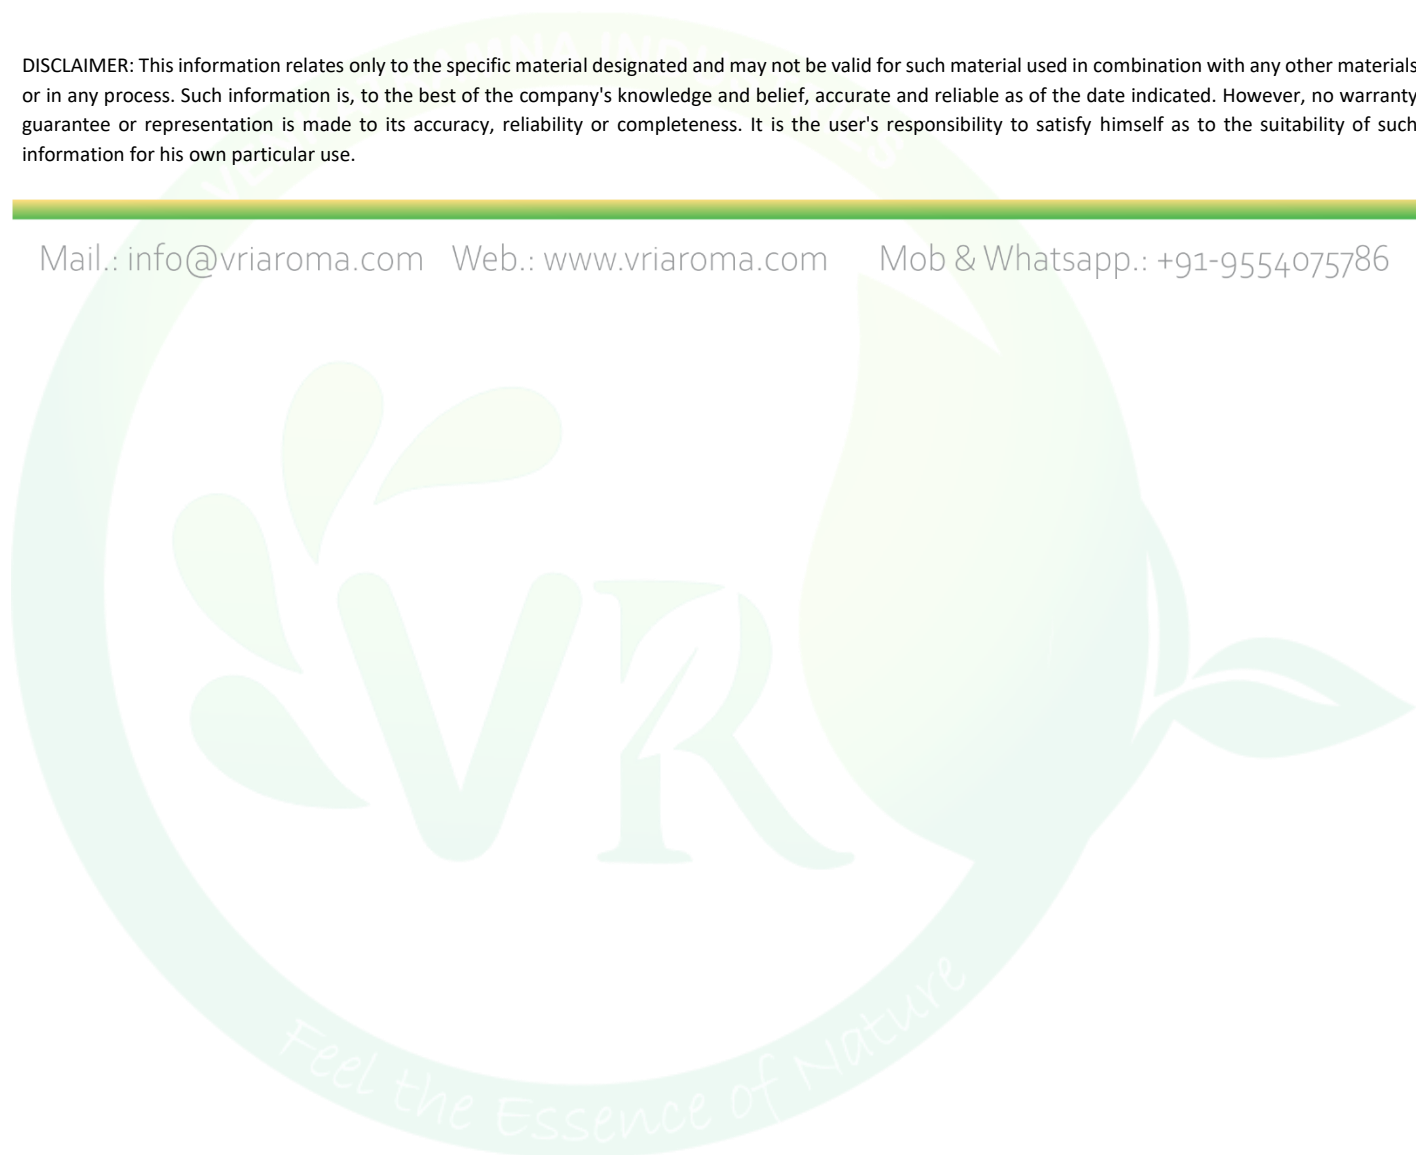 DISCLAIMER: This information relates only to the specific material designated and may not be valid for such material used in combination with any other materials
or in any process. Such information is, to the best of the company's knowledge and belief, accurate and reliable as of the date indicated. However, no warranty
guarantee or representation is made to its accuracy, reliability or completeness. It is the user's responsibility to satisfy himself as to the suitability of such
information for his own particular use.
Mail.: info@vriaroma.com Web.: www.vriaroma.com Mob & Whatsapp.: +91-9554075786
VR
Feel the Essence of Nature